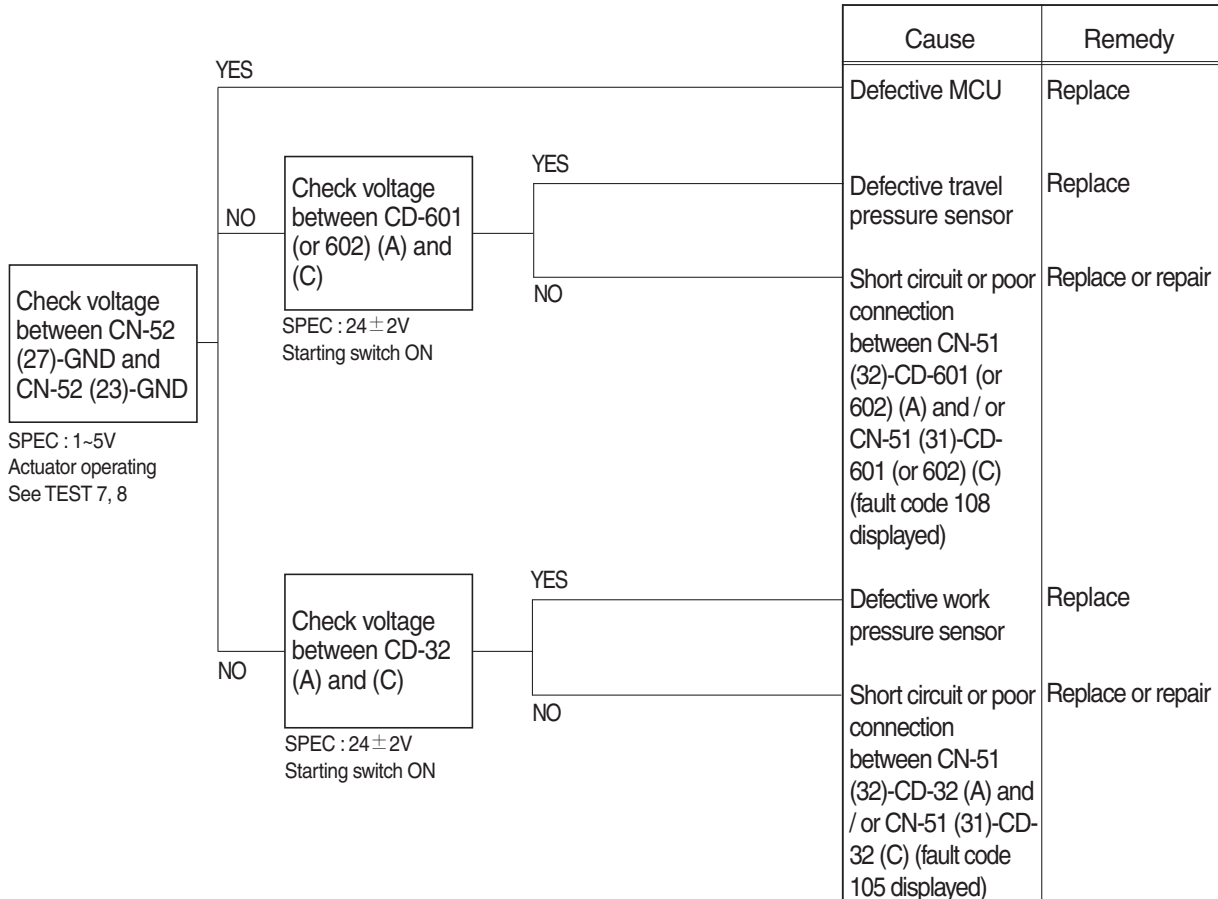 Cause Remedy
YES
Defective MCU Replace
YES
Check voltage
between CD-601
(or 602) (A) and
(C)
Defective travel
pressure sensor
Replace
NO
Check voltage
between CN-52
(27)-GND and
CN-52 (23)-GND
SPEC : 1~5V
Actuator operating
See TEST 7, 8
SPEC : 24±2V
Starting switch ON
NO
Short circuit or poor
connection
between CN-51
(32)-CD-601 (or
602) (A) and / or
CN-51 (31)-CD-
601 (or 602) (C)
(fault code 108
displayed)
Replace or repair
YES
Check voltage
between CD-32
(A) and (C)
Defective work
pressure sensor
Replace
NO
SPEC : 24±2V
Starting switch ON
NO
Short circuit or poor
connection
between CN-51
(32)-CD-32 (A) and
/ or CN-51 (31)-CD-
32 (C) (fault code
105 displayed)
Replace or repair